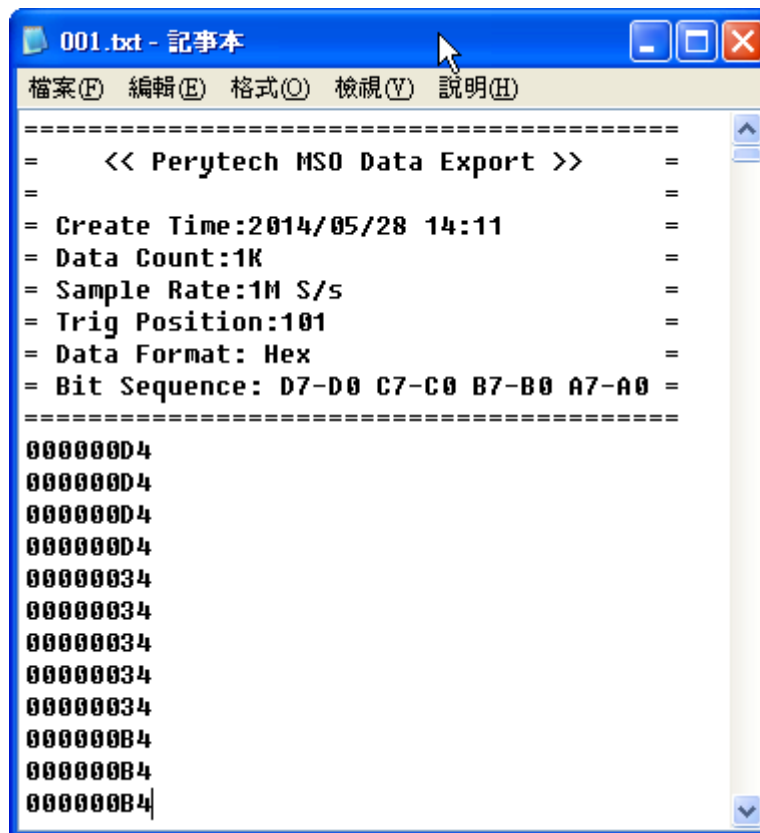 001.txt - 記事本
檔案(F) 編輯(E) 格式(O) 檢視(V) 說明(H)
=========================================
=    << Perytech MSO Data Export >>     =
=                                       =
= Create Time:2014/05/28 14:11          =
= Data Count:1K                         =
= Sample Rate:1M S/s                    =
= Trig Position:101                     =
= Data Format: Hex                      =
= Bit Sequence: D7-D0 C7-C0 B7-B0 A7-A0 =
=========================================
000000D4
000000D4
000000D4
000000D4
00000034
00000034
00000034
00000034
00000034
000000B4
000000B4
000000B4